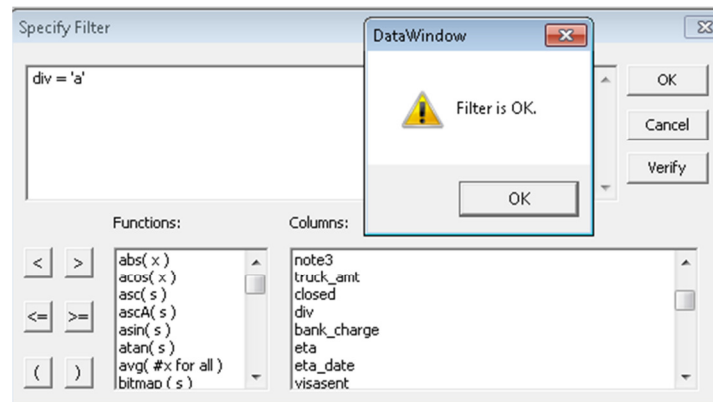 Specify Filter
DataWindow
div = 'a'
Filter is OK.
OK
OK
Cancel
Verify
Functions:
Columns:
< >
<= >=
( )
abs( x )
acos( x )
asc( s )
ascA( s )
asin( s )
atan( s )
avg( #x for all )
bitmap ( s )
note3
truck_amt
closed
div
bank_charge
eta
eta_date
visasent